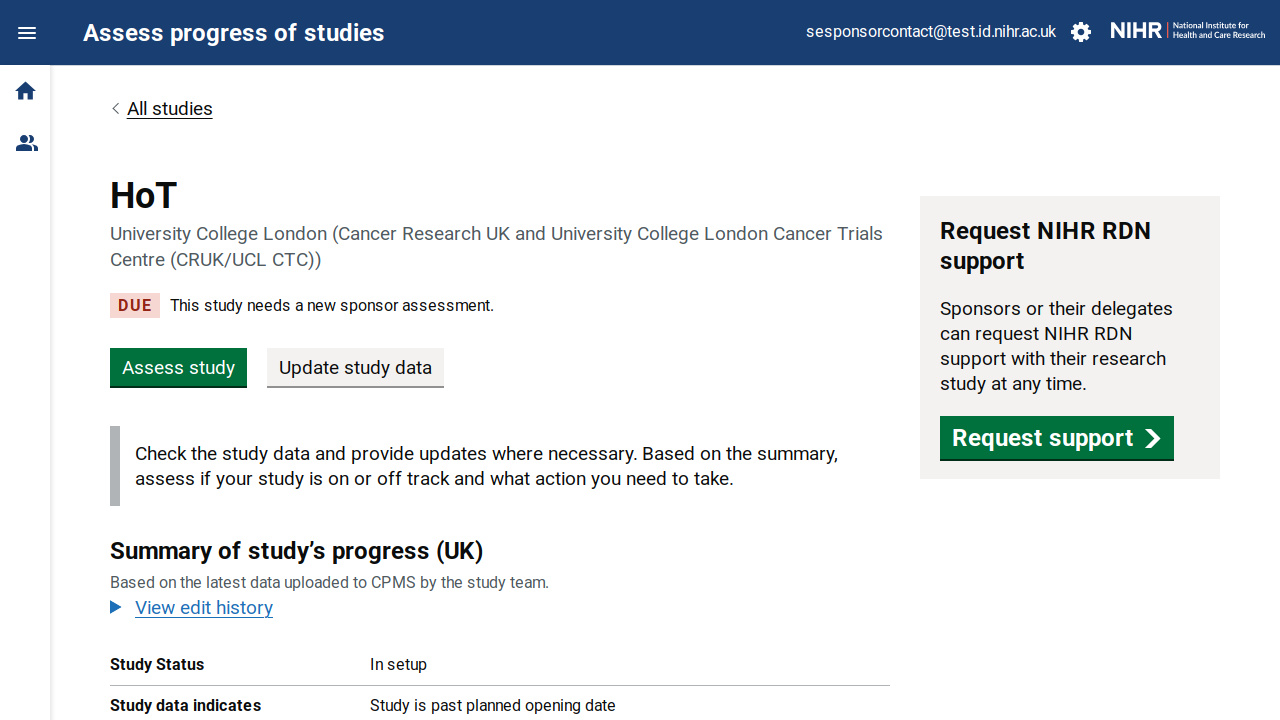 Assess progress of studies
sesponsorcontact@test.id.nihr.ac.uk
NIHR | National Institute for
Health and Care Research
All studies
HoT
University College London (Cancer Research UK and University College London Cancer Trials
Centre (CRUK/UCL CTC))
DUE This study needs a new sponsor assessment.
Assess study
Update study data
Check the study data and provide updates where necessary. Based on the summary,
assess if your study is on or off track and what action you need to take.
Summary of study’s progress (UK)
Based on the latest data uploaded to CPMS by the study team.
View edit history
Study Status In setup
Study data indicates Study is past planned opening date
Request NIHR RDN
support
Sponsors or their delegates
can request NIHR RDN
support with their research
study at any time.
Request support